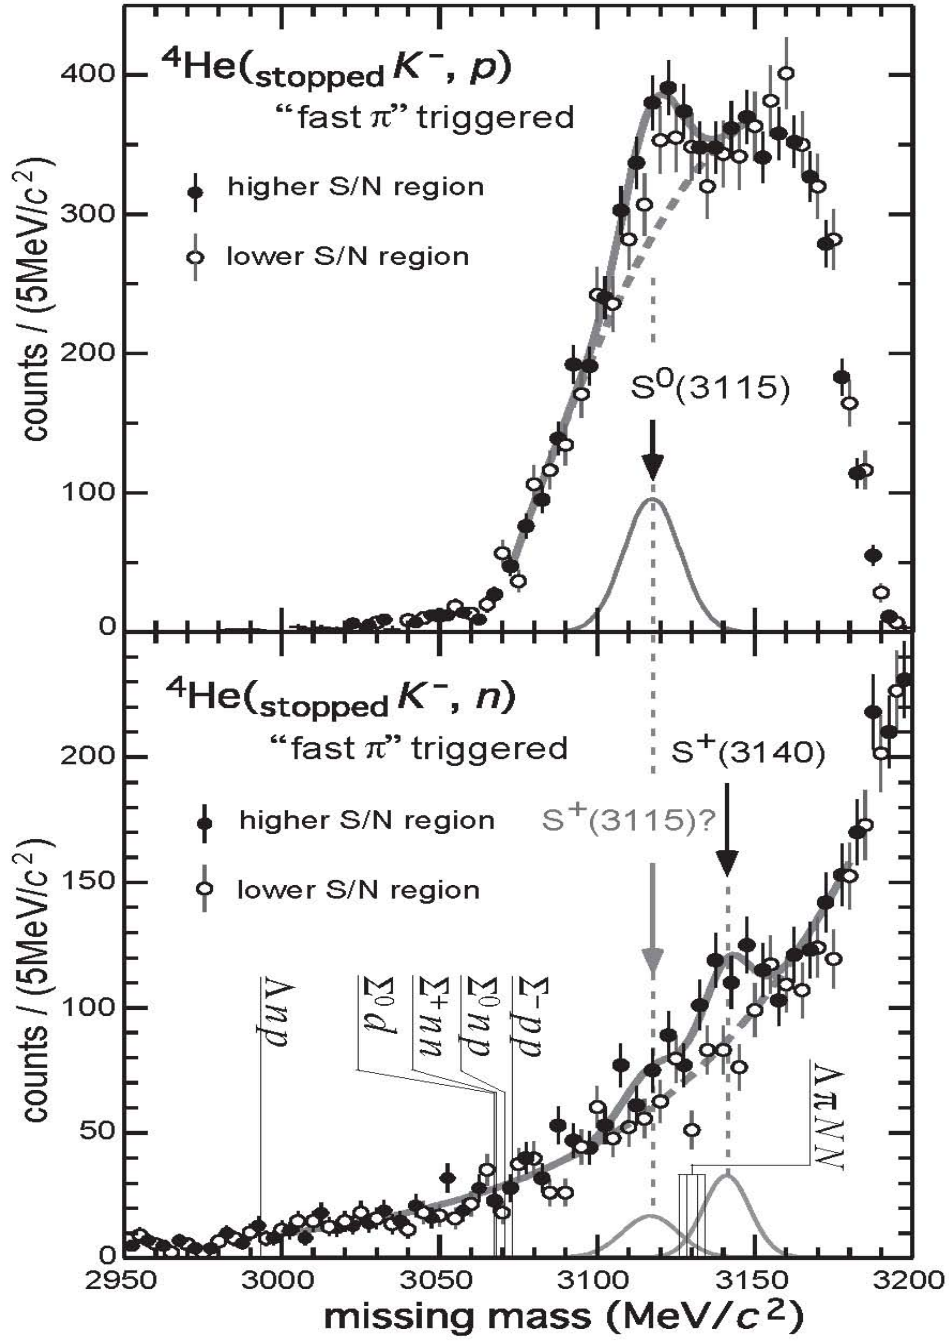 ⁴He(stopped K⁻, p)
“fast π” triggered
higher S/N region
lower S/N region
counts / (5MeV/c²)
400
300
200
100
0
S⁰(3115)
⁴He(stopped K⁻, n)
“fast π” triggered
higher S/N region
lower S/N region
counts / (5MeV/c²)
200
150
100
50
0
S⁺(3140)
S⁺(3115)?
Λnp
Σ⁰d
Σ⁺nn
Σ⁰np
Σ⁻pp
ΛπNN
2950 3000 3050 3100 3150 3200
missing mass (MeV/c²)